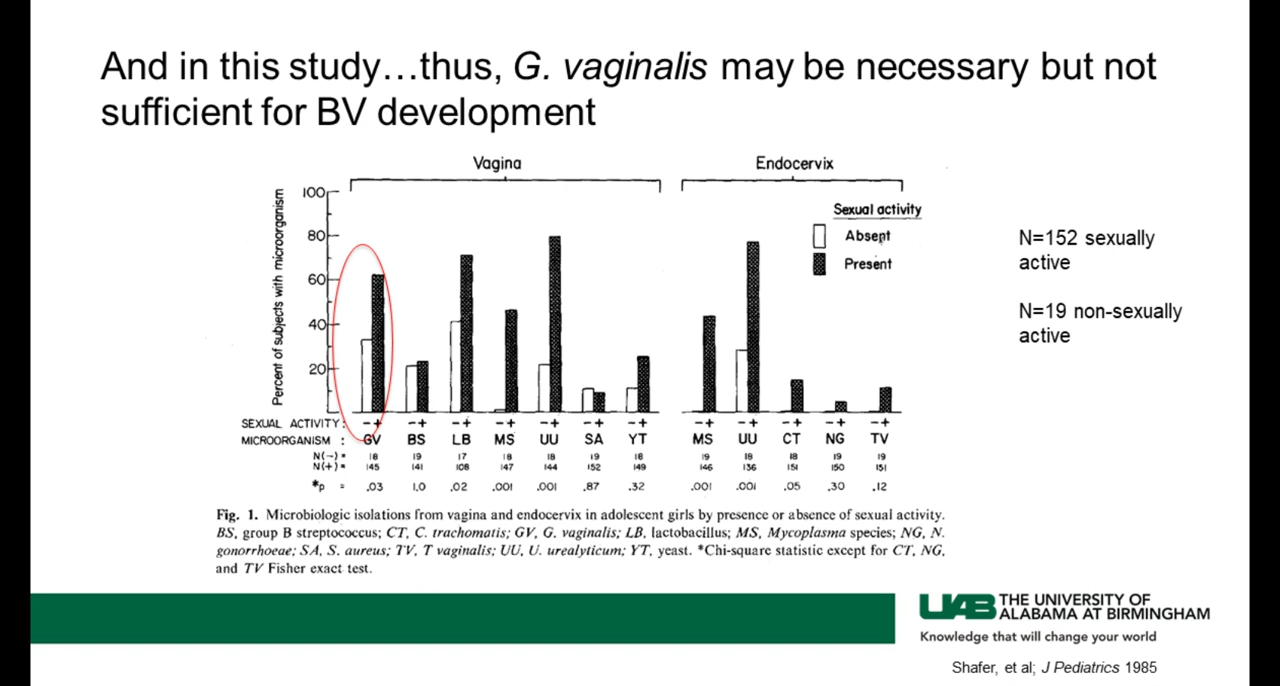 And in this study…thus, G. vaginalis may be necessary but not
sufficient for BV development
Vagina
Endocervix
Percent of subjects with microorganism
100
80
60
40
20
Sexual activity
Absent
Present
N=152 sexually
active
N=19 non-sexually
active
SEXUAL ACTIVITY: -+ -+ -+ -+ -+ -+ -+ -+ -+ -+ -+ -+
MICROORGANISM : GV BS LB MS UU SA YT MS UU CT NG TV
N(-)= 18 19 17 18 18 19 18 19 18 18 19 19
N(+)= 145 141 108 147 144 152 149 146 136 151 150 151
*p = .03 1.0 .02 .001 .001 .87 .32 .001 .001 .05 .30 .12
Fig. 1. Microbiologic isolations from vagina and endocervix in adolescent girls by presence or absence of sexual activity.
BS, group B streptococcus; CT, C. trachomatis; GV, G. vaginalis; LB, lactobacillus; MS, Mycoplasma species; NG, N.
gonorrhoeae; SA, S. aureus; TV, T vaginalis; UU, U. urealyticum; YT, yeast. *Chi-square statistic except for CT, NG,
and TV Fisher exact test.
UAB THE UNIVERSITY OF
ALABAMA AT BIRMINGHAM
Knowledge that will change your world
Shafer, et al; J Pediatrics 1985